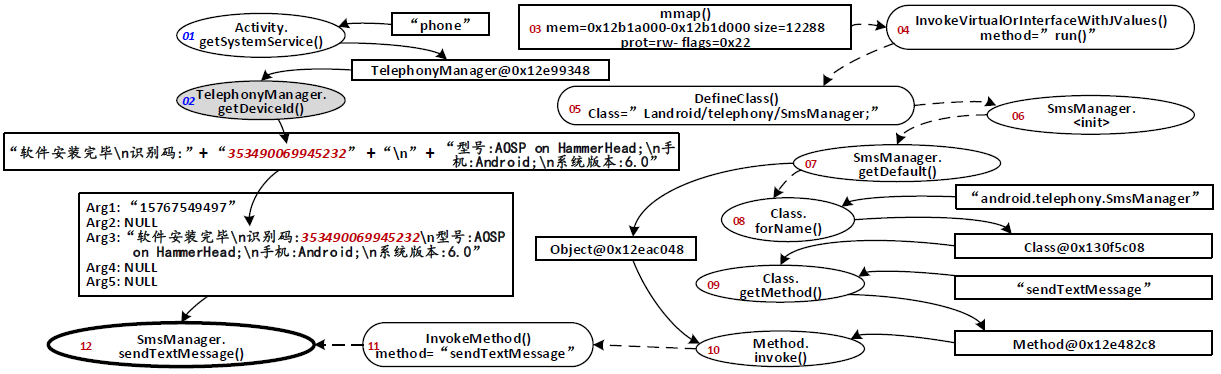 01 Activity.
getSystemService()
“phone”
TelephonyManager@0x12e99348
02 TelephonyManager.
getDeviceId()
“软件安装完毕\n识别码:”+ “353490069945232” + “\n” + “型号:AOSP on HammerHead;\n手
机:Android;\n系统版本:6.0”
Arg1: “15767549497”
Arg2: NULL
Arg3: “软件安装完毕\n识别码:353490069945232\n型号:AOSP
on HammerHead;\n手机:Android;\n系统版本:6.0”
Arg4: NULL
Arg5: NULL
12 SmsManager.
sendTextMessage()
mmap()
03 mem=0x12b1a000-0x12b1d000 size=12288
prot=rw- flags=0x22
04 InvokeVirtualOrInterfaceWithJValues()
method=” run()”
05 DefineClass()
Class=” Landroid/telephony/SmsManager;”
06 SmsManager.
<init>
07 SmsManager.
getDefault()
08 Class.
forName()
“android.telephony.SmsManager”
Object@0x12eac048
Class@0x130f5c08
09 Class.
getMethod()
“sendTextMessage”
Method@0x12e482c8
10 Method.
invoke()
11 InvokeMethod()
method=“sendTextMessage”